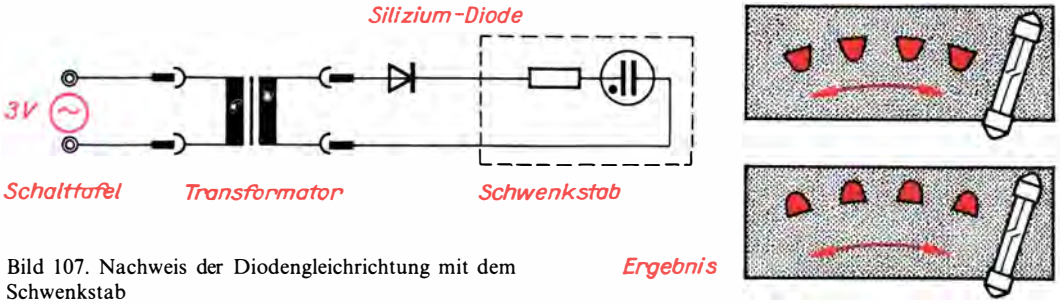 Silizium-Diode
3V
Schalttafel
Transformator
Schwenkstab
Bild 107. Nachweis der Diodengleichrichtung mit dem
Schwenkstab
Ergebnis